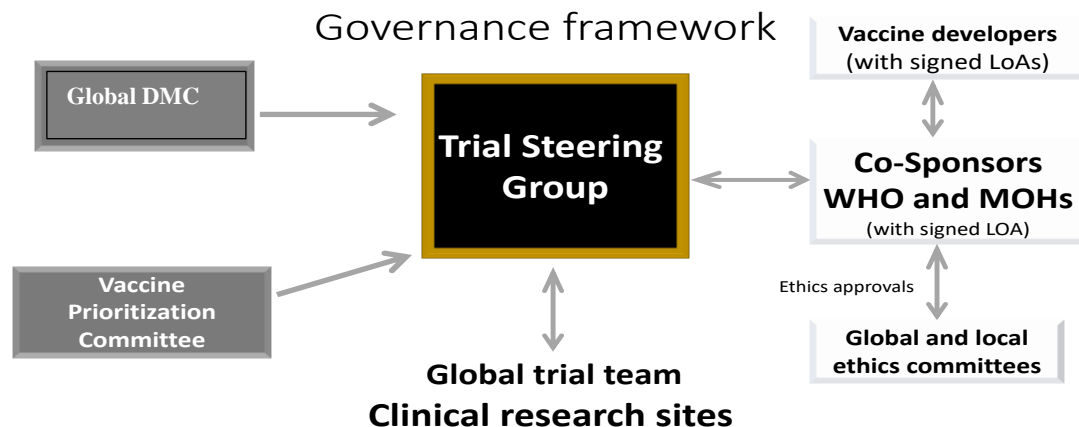 Governance framework
Global DMC
Trial Steering
Group
Vaccine
Prioritization
Committee
Global trial team
Clinical research sites
Vaccine developers
(with signed LoAs)
Co-Sponsors
WHO and MOHs
(with signed LOA)
Ethics approvals
Global and local
ethics committees